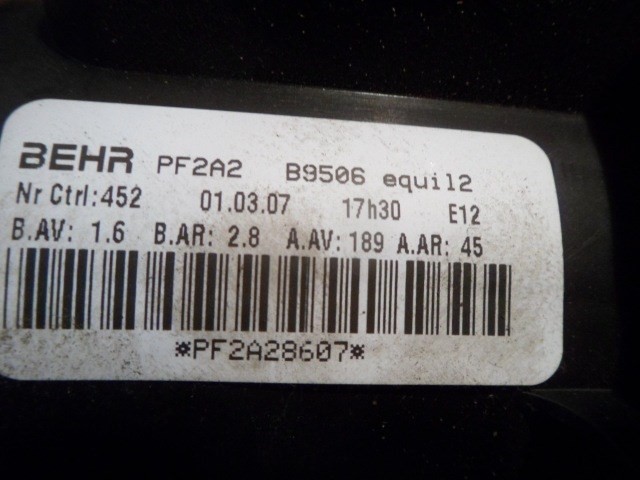 BEHR PF2A2 B9506 equil2
Nr Ctrl:452 01.03.07 17h30 E12
B.AV: 1.6 B.AR: 2.8 A.AV: 189 A.AR: 45
*PF2A28607*